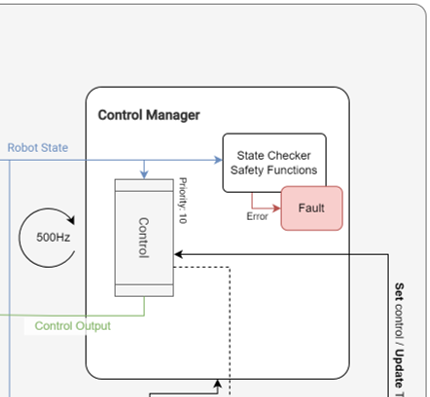 Control Manager
Robot State
State Checker
Safety Functions
Priority: 10
Fault
Error
Control
500Hz
Control Output
Set control / Update